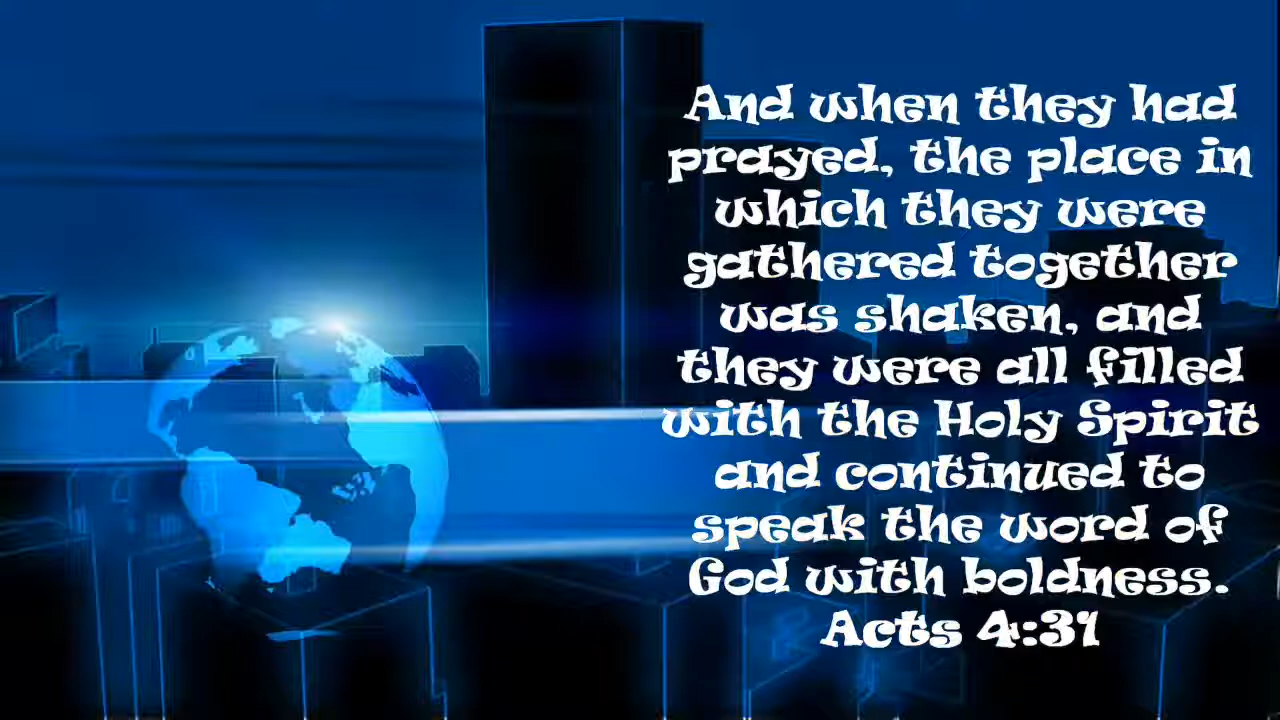 And when they had
prayed, the place in
which they were
gathered together
was shaken, and
they were all filled
with the Holy Spirit
and continued to
speak the word of
God with boldness.
Acts 4:31